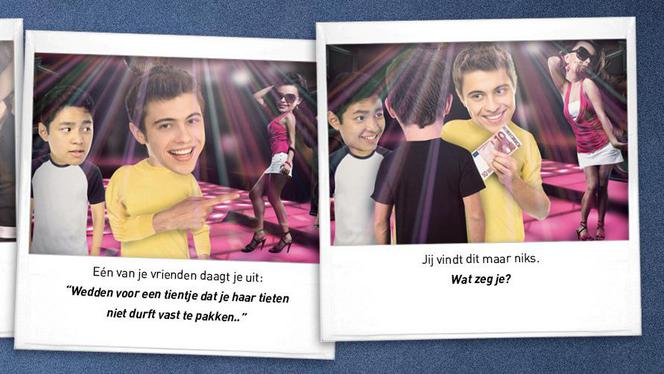 Eén van je vrienden daagt je uit:
“Wedden voor een tientje dat je haar tieten
niet durft vast te pakken..”
Jij vindt dit maar niks.
Wat zeg je?